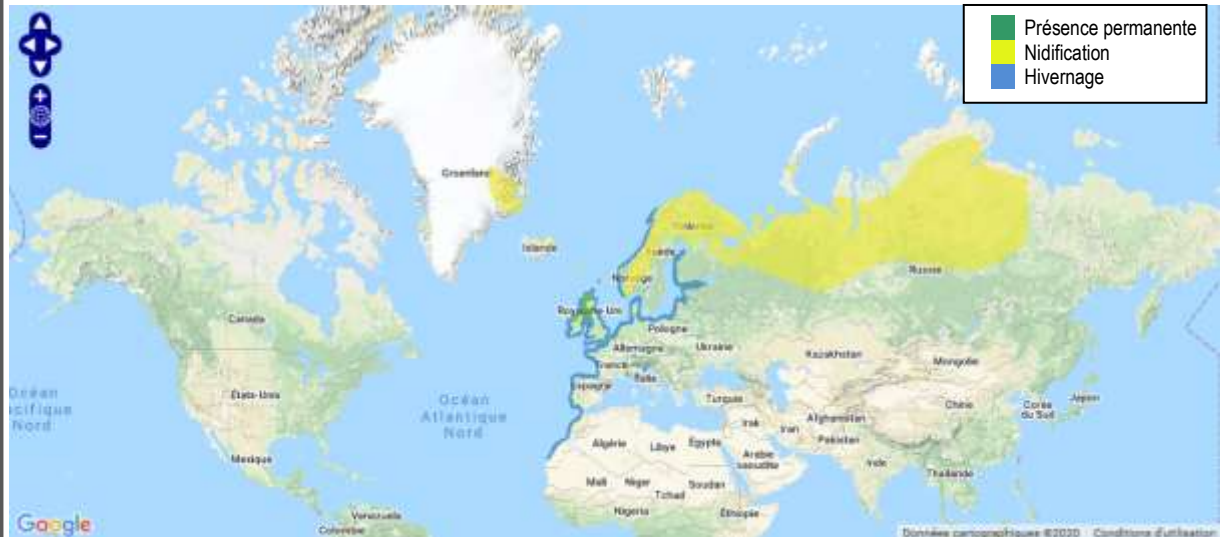 Présence permanente
Nidification
Hivernage
Groenland
Islande
Suède
Norvège
Russie
Royaume-Uni
Canada
Pologne
Allemagne
Ukraine
Kazakhstan
Mongolie
France
Espagne
Italie
Océan
Pacifique
Nord
États-Unis
Océan
Atlantique
Nord
Turquie
Chine
Corée
du Sud
Japon
Irak
Iran
Afghanistan
Pakistan
Algérie
Libye
Égypte
Arabie
saoudite
Inde
Mexique
Thaïlande
Mali
Niger
Tchad
Soudan
Nigeria
Éthiopie
Venezuela
Colombie
Google
Données cartographiques ©2020
Conditions d'utilisation